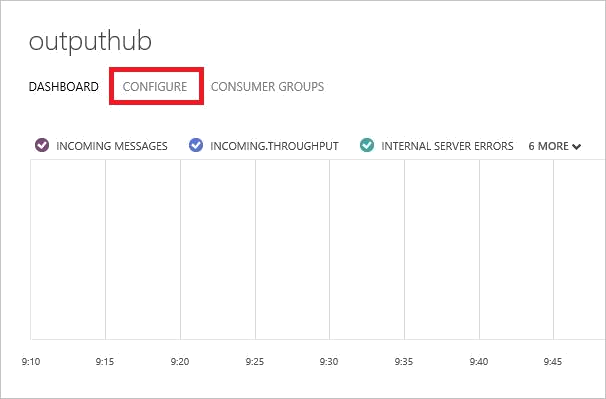 outputhub
DASHBOARD CONFIGURE CONSUMER GROUPS
INCOMING MESSAGES INCOMING.THROUGHPUT INTERNAL SERVER ERRORS 6 MORE
9:10 9:15 9:20 9:25 9:30 9:35 9:40 9:45